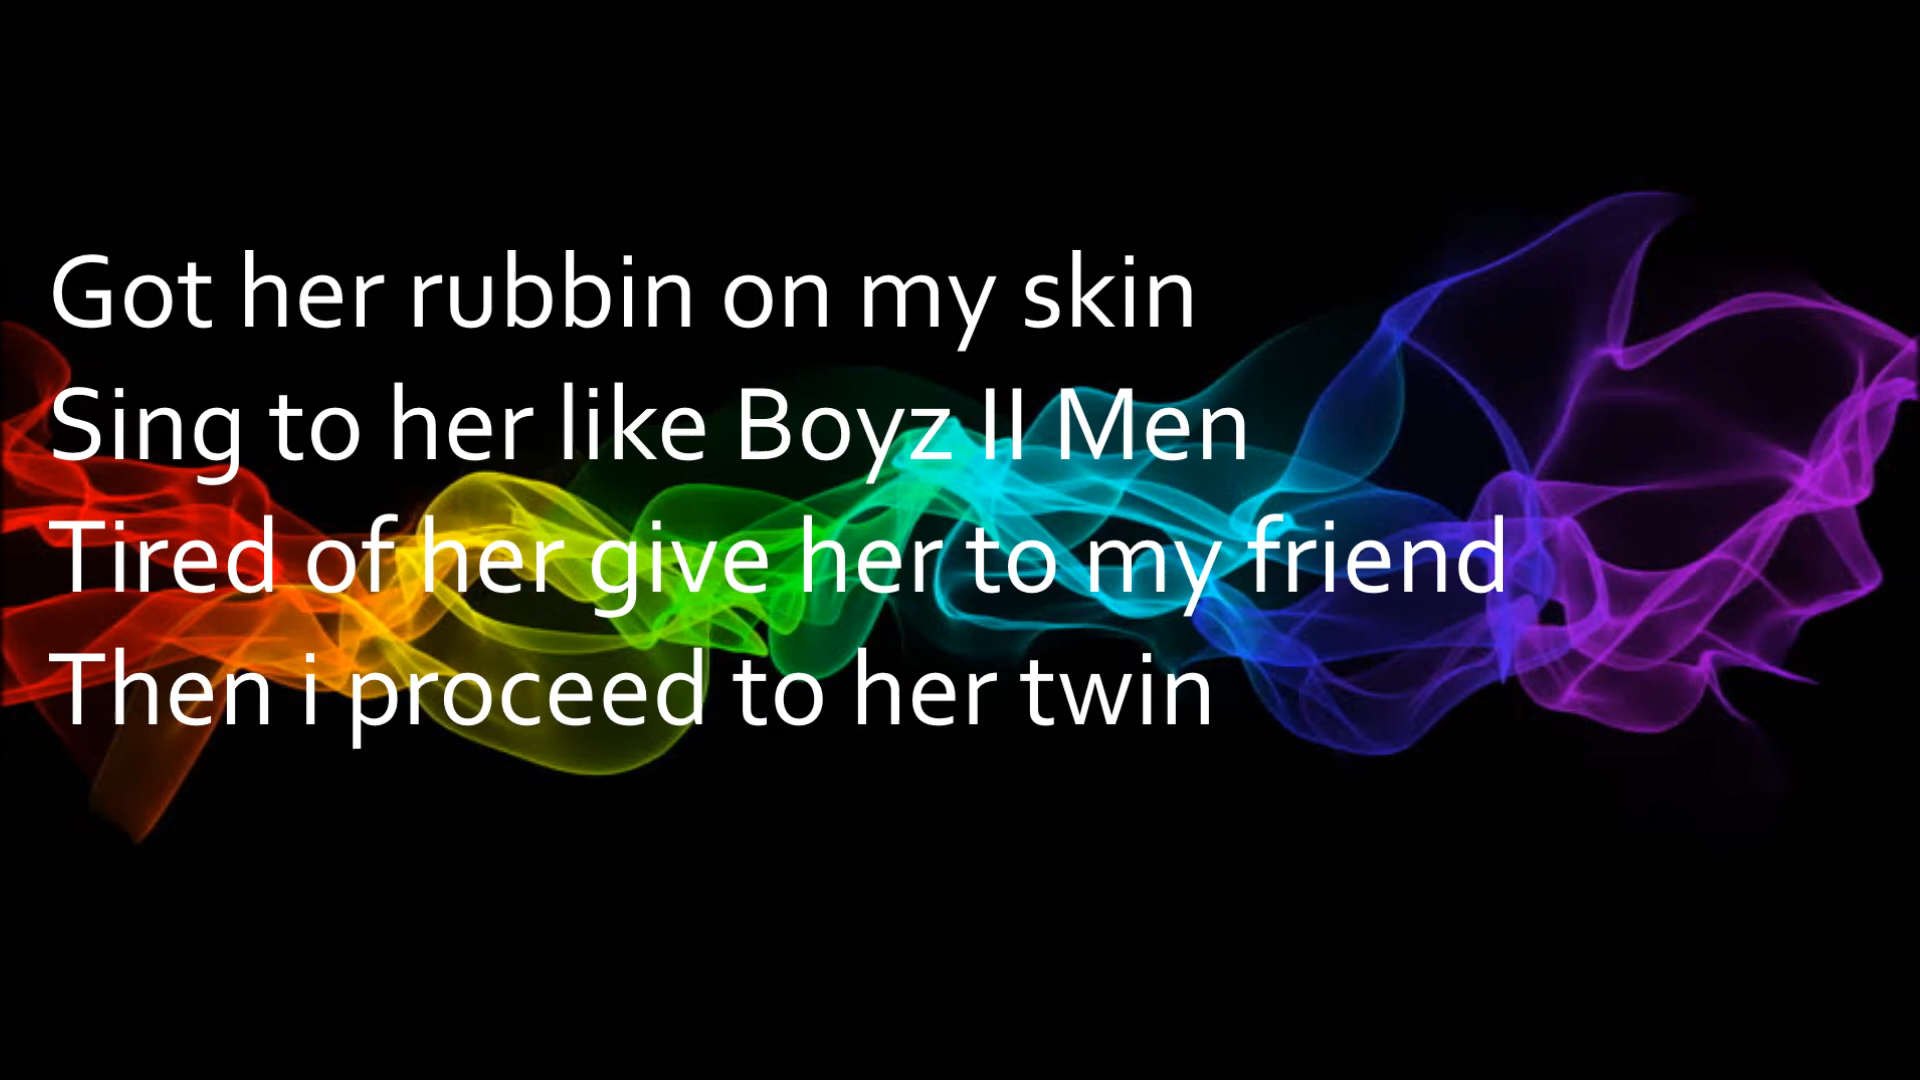 Got her rubbin on my skin
Sing to her like Boyz II Men
Tired of her give her to my friend
Then i proceed to her twin